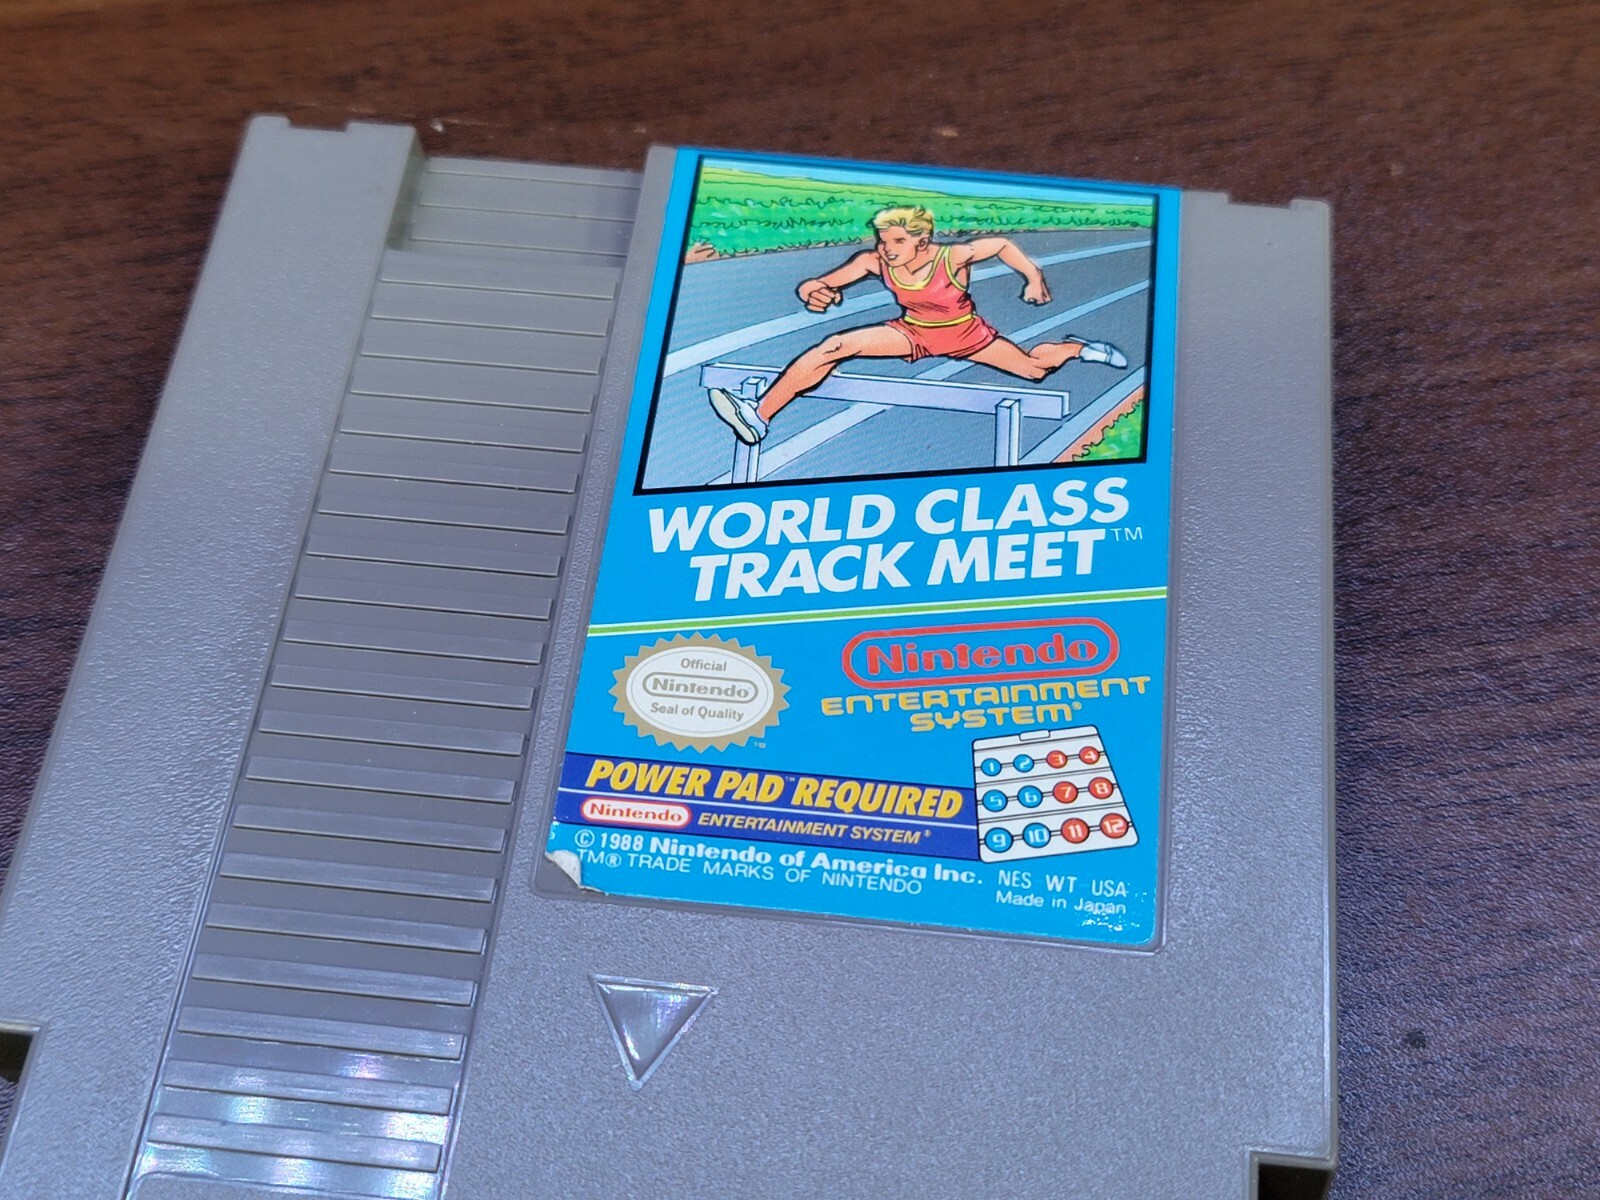 WORLD CLASS
TRACK MEET™
Official
Nintendo®
Seal of Quality
™
Nintendo
ENTERTAINMENT
SYSTEM®
POWER PAD™ REQUIRED
Nintendo ENTERTAINMENT SYSTEM®
1 2 3 4
5 6 7 8
9 10 11 12
© 1988 Nintendo of America Inc.
TM® TRADE MARKS OF NINTENDO
NES WT USA
Made in Japan